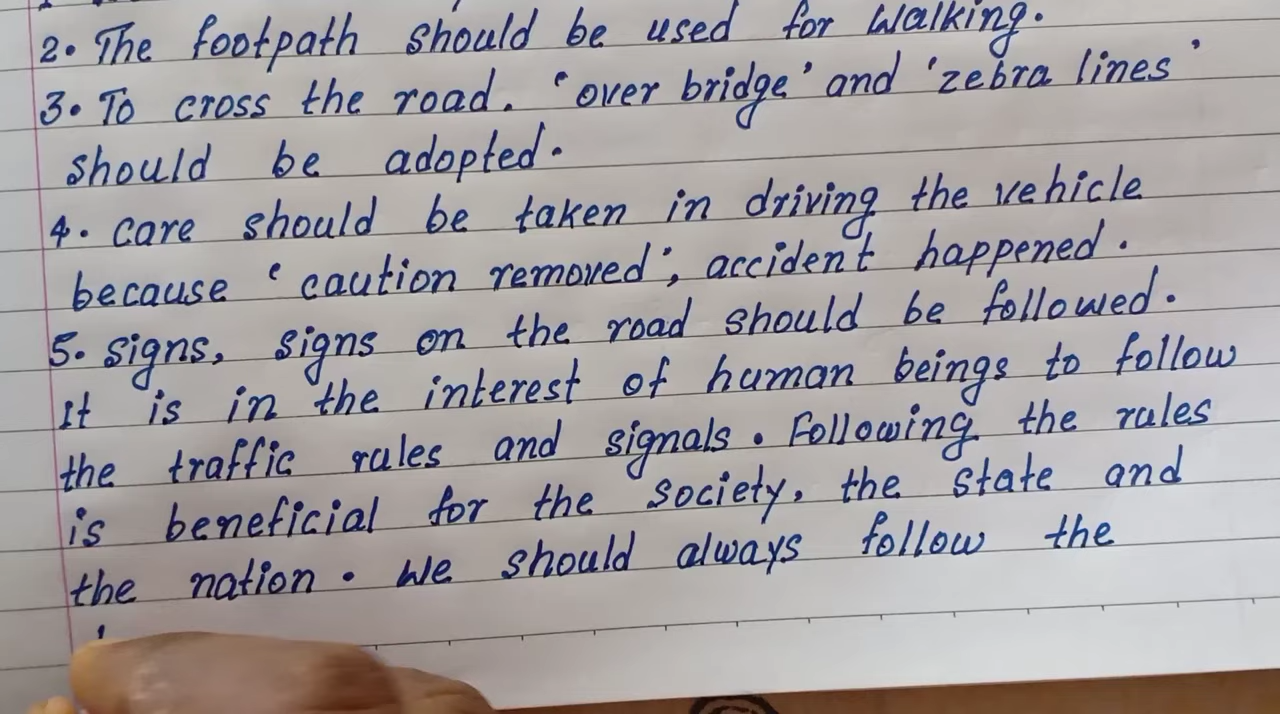 2. The footpath should be used for walking.
3. To cross the road. 'over bridge' and 'zebra lines'
should be adopted.
4. care should be taken in driving the vehicle
because 'caution removed', accident happened.
5. signs, signs on the road should be followed.
It is in the interest of human beings to follow
the traffic rules and signals. Following the rules
is beneficial for the society, the state and
the nation. We should always follow the